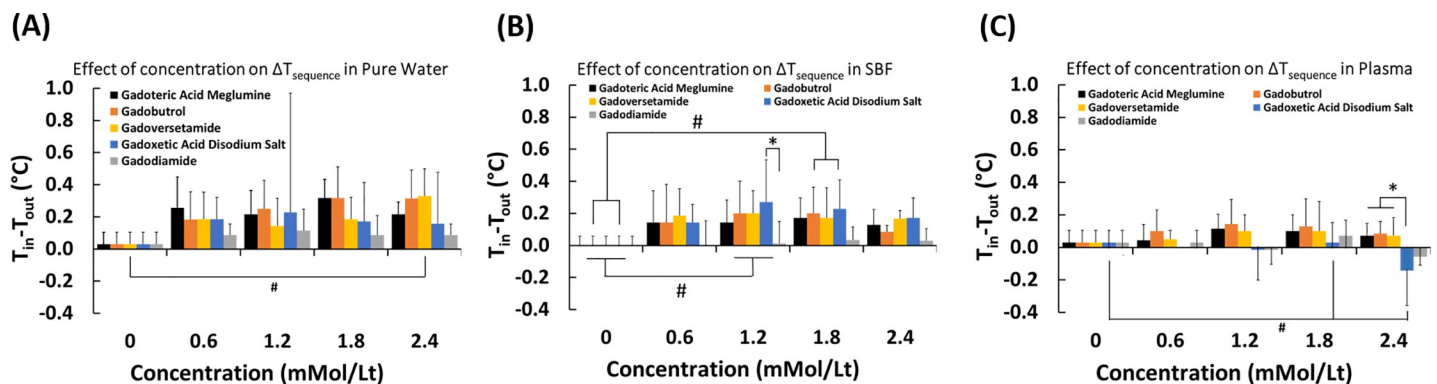 (A)
Effect of concentration on ΔTsequence in Pure Water
Gadoteric Acid Meglumine
Gadobutrol
Gadoversetamide
Gadoxetic Acid Disodium Salt
Gadodiamide
Tin-Tout (°C)
1.0
0.8
0.6
0.4
0.2
0.0
-0.2
-0.4
#
0 0.6 1.2 1.8 2.4
Concentration (mMol/Lt)
(B)
Effect of concentration on ΔTsequence in SBF
Gadoteric Acid Meglumine Gadobutrol
Gadoversetamide Gadoxetic Acid Disodium Salt
Gadodiamide
Tin-Tout (°C)
1.0
0.8
0.6
0.4
0.2
0.0
-0.2
-0.4
#
*
#
0 0.6 1.2 1.8 2.4
Concentration (mMol/Lt)
(C)
Effect of concentration on ΔTsequence in Plasma
Gadoteric Acid Meglumine Gadobutrol
Gadoversetamide Gadoxetic Acid Disodium Salt
Gadodiamide
Tin-Tout (°C)
1.0
0.8
0.6
0.4
0.2
0.0
-0.2
-0.4
*
#
0 0.6 1.2 1.8 2.4
Concentration (mMol/Lt)